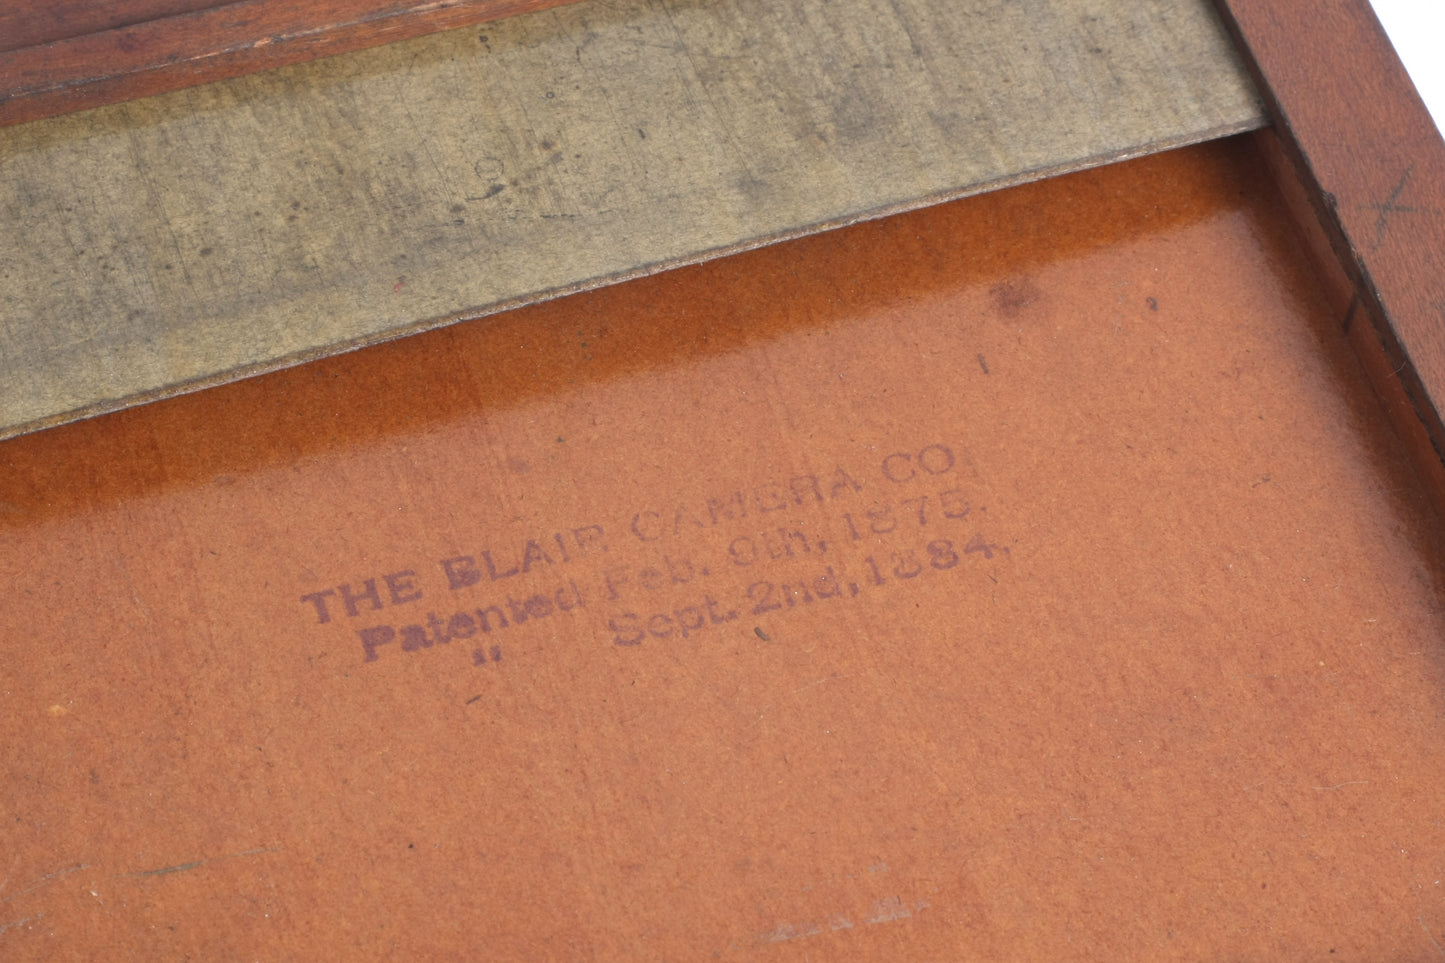 THE BLAIR CAMERA CO.
Patented Feb. 9th, 1875.
" Sept. 2nd, 1884.